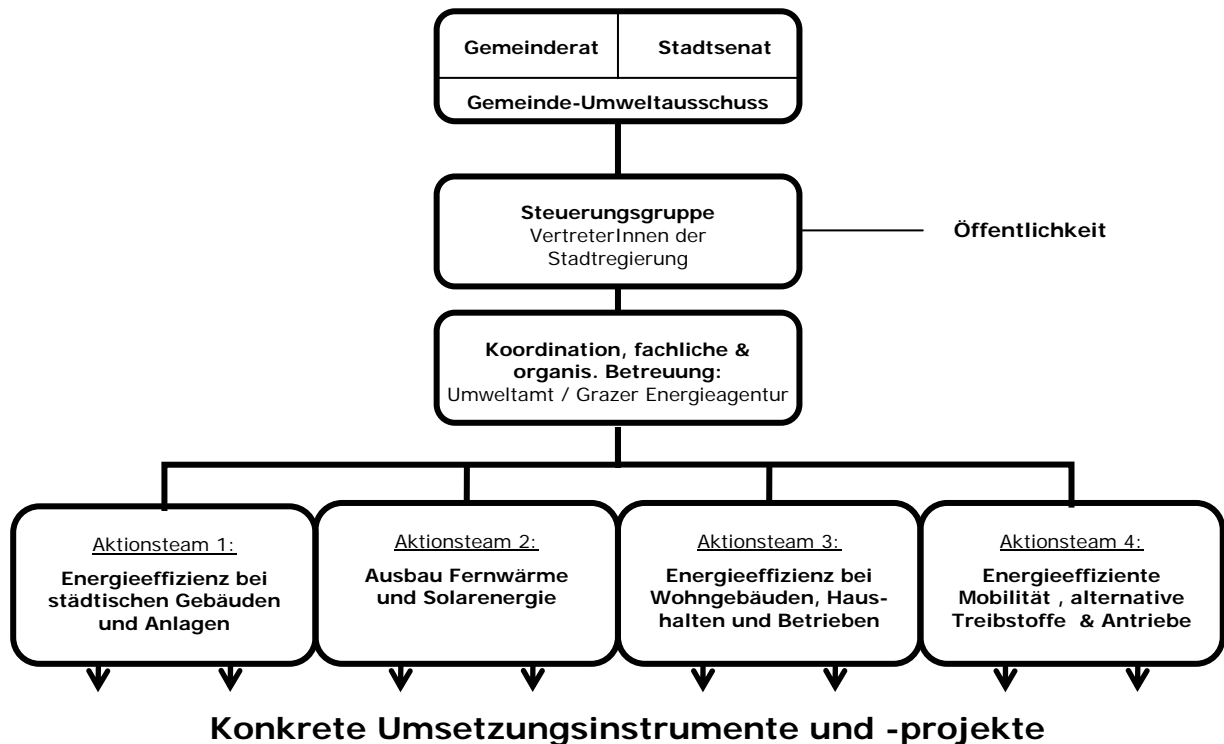 Gemeinderat Stadtsenat
Gemeinde-Umweltausschuss
Steuerungsgruppe
VertreterInnen der
Stadtregierung
Öffentlichkeit
Koordination, fachliche &
organis. Betreuung:
Umweltamt / Grazer Energieagentur
Aktionsteam 1:
Energieeffizienz bei
städtischen Gebäuden
und Anlagen
Aktionsteam 2:
Ausbau Fernwärme
und Solarenergie
Aktionsteam 3:
Energieeffizienz bei
Wohngebäuden, Haus-
halten und Betrieben
Aktionsteam 4:
Energieeffiziente
Mobilität , alternative
Treibstoffe & Antriebe
Konkrete Umsetzungsinstrumente und -projekte